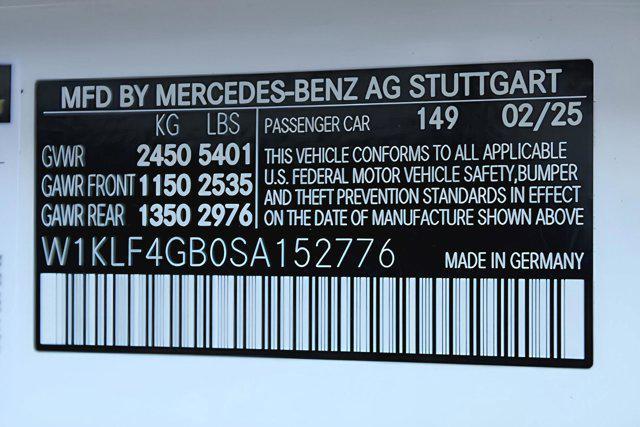 MFD BY MERCEDES-BENZ AG STUTTGART
KG LBS
GVWR 2450 5401
GAWR FRONT 1150 2535
GAWR REAR 1350 2976
PASSENGER CAR 149 02/25
THIS VEHICLE CONFORMS TO ALL APPLICABLE
U.S. FEDERAL MOTOR VEHICLE SAFETY,BUMPER
AND THEFT PREVENTION STANDARDS IN EFFECT
ON THE DATE OF MANUFACTURE SHOWN ABOVE
W1KLF4GB0SA152776 MADE IN GERMANY